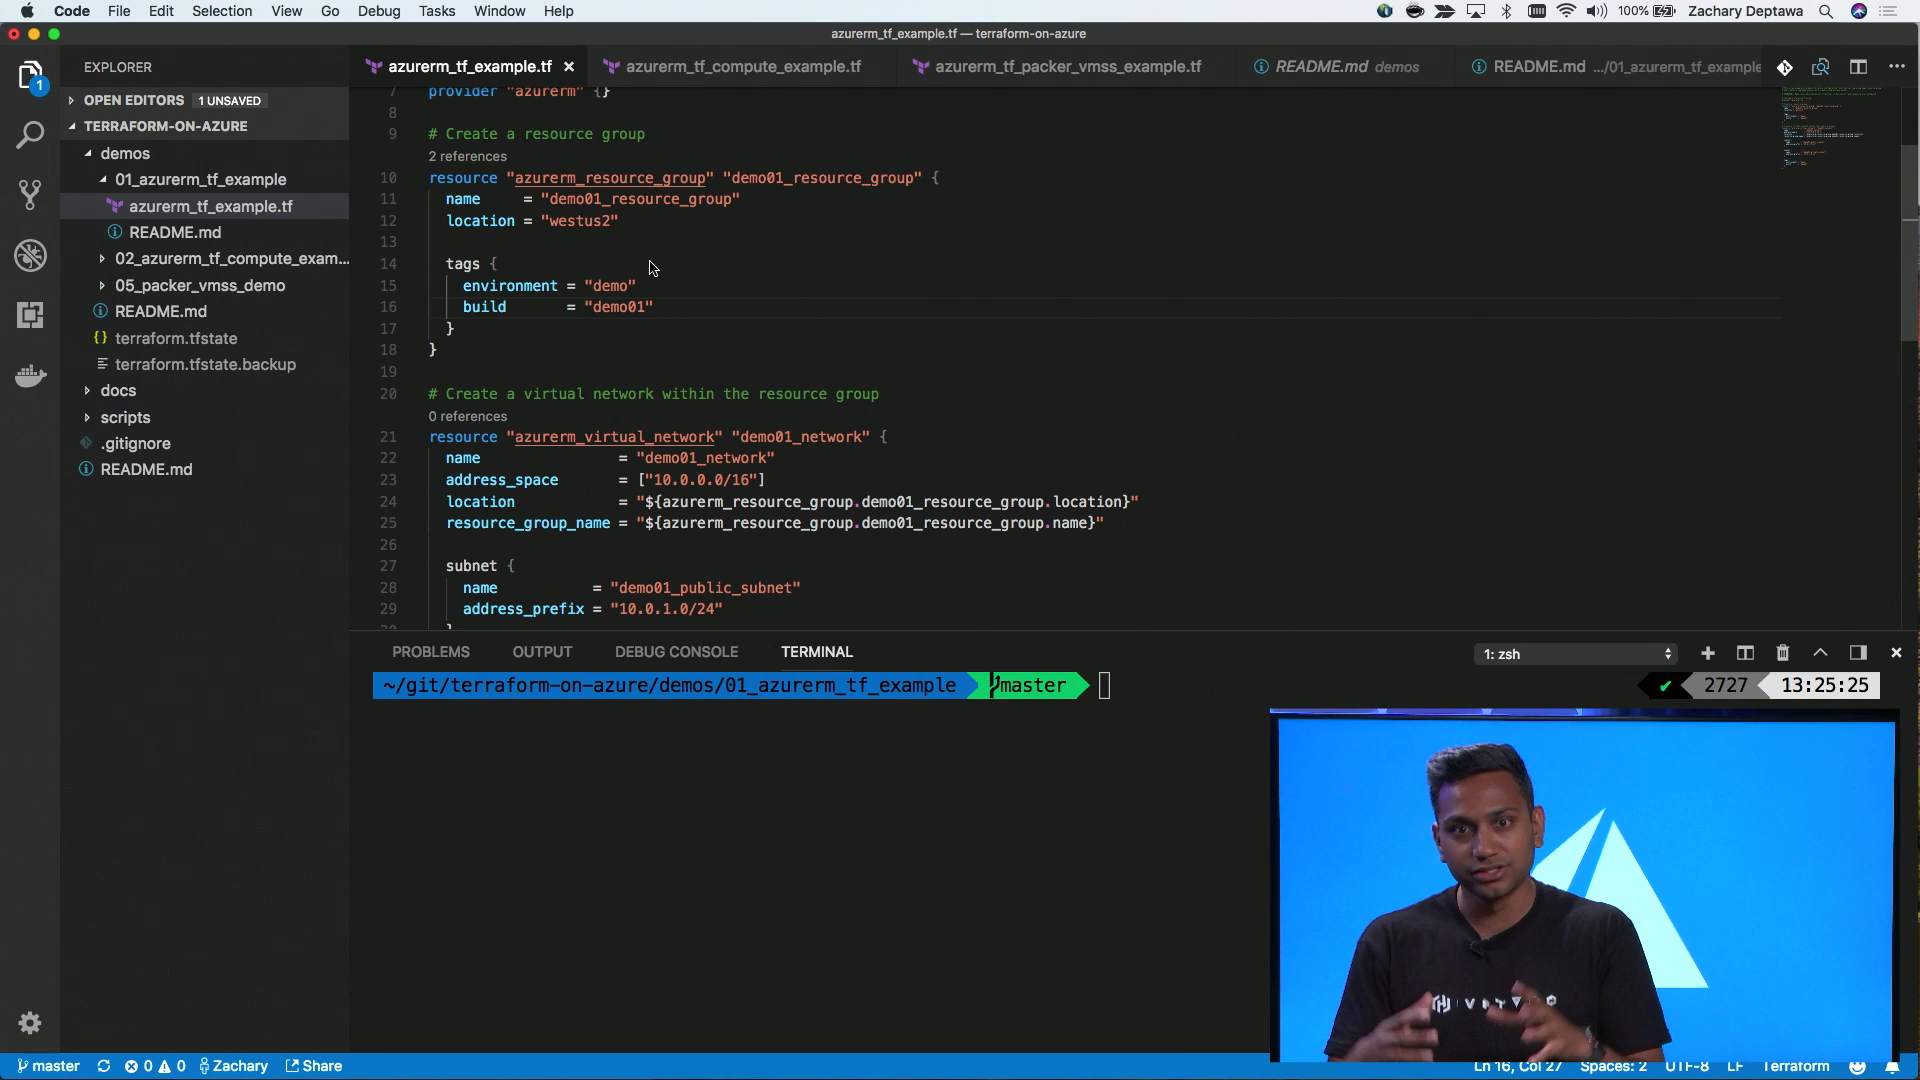 Code File Edit Selection View Go Debug Tasks Window Help
100% Zachary Deptawa
azurerm_tf_example.tf — terraform-on-azure
EXPLORER
1
OPEN EDITORS 1 UNSAVED
TERRAFORM-ON-AZURE
demos
01_azurerm_tf_example
azurerm_tf_example.tf
README.md
02_azurerm_tf_compute_exam...
05_packer_vmss_demo
README.md
terraform.tfstate
terraform.tfstate.backup
docs
scripts
.gitignore
README.md
azurerm_tf_example.tf azurerm_tf_compute_example.tf azurerm_tf_packer_vmss_example.tf README.md demos README.md .../01_azurerm_tf_example
7 provider "azurerm" {}
8
9 # Create a resource group
2 references
10 resource "azurerm_resource_group" "demo01_resource_group" {
11 name = "demo01_resource_group"
12 location = "westus2"
13
14 tags {
15 environment = "demo"
16 build = "demo01"
17 }
18 }
19
20 # Create a virtual network within the resource group
0 references
21 resource "azurerm_virtual_network" "demo01_network" {
22 name = "demo01_network"
23 address_space = ["10.0.0.0/16"]
24 location = "${azurerm_resource_group.demo01_resource_group.location}"
25 resource_group_name = "${azurerm_resource_group.demo01_resource_group.name}"
26
27 subnet {
28 name = "demo01_public_subnet"
29 address_prefix = "10.0.1.0/24"
PROBLEMS OUTPUT DEBUG CONSOLE TERMINAL 1: zsh
~/git/terraform-on-azure/demos/01_azurerm_tf_example master 2727 13:25:25
master 0 0 Zachary Share
Ln 16, Col 27 Spaces: 2 UTF-8 LF Terraform